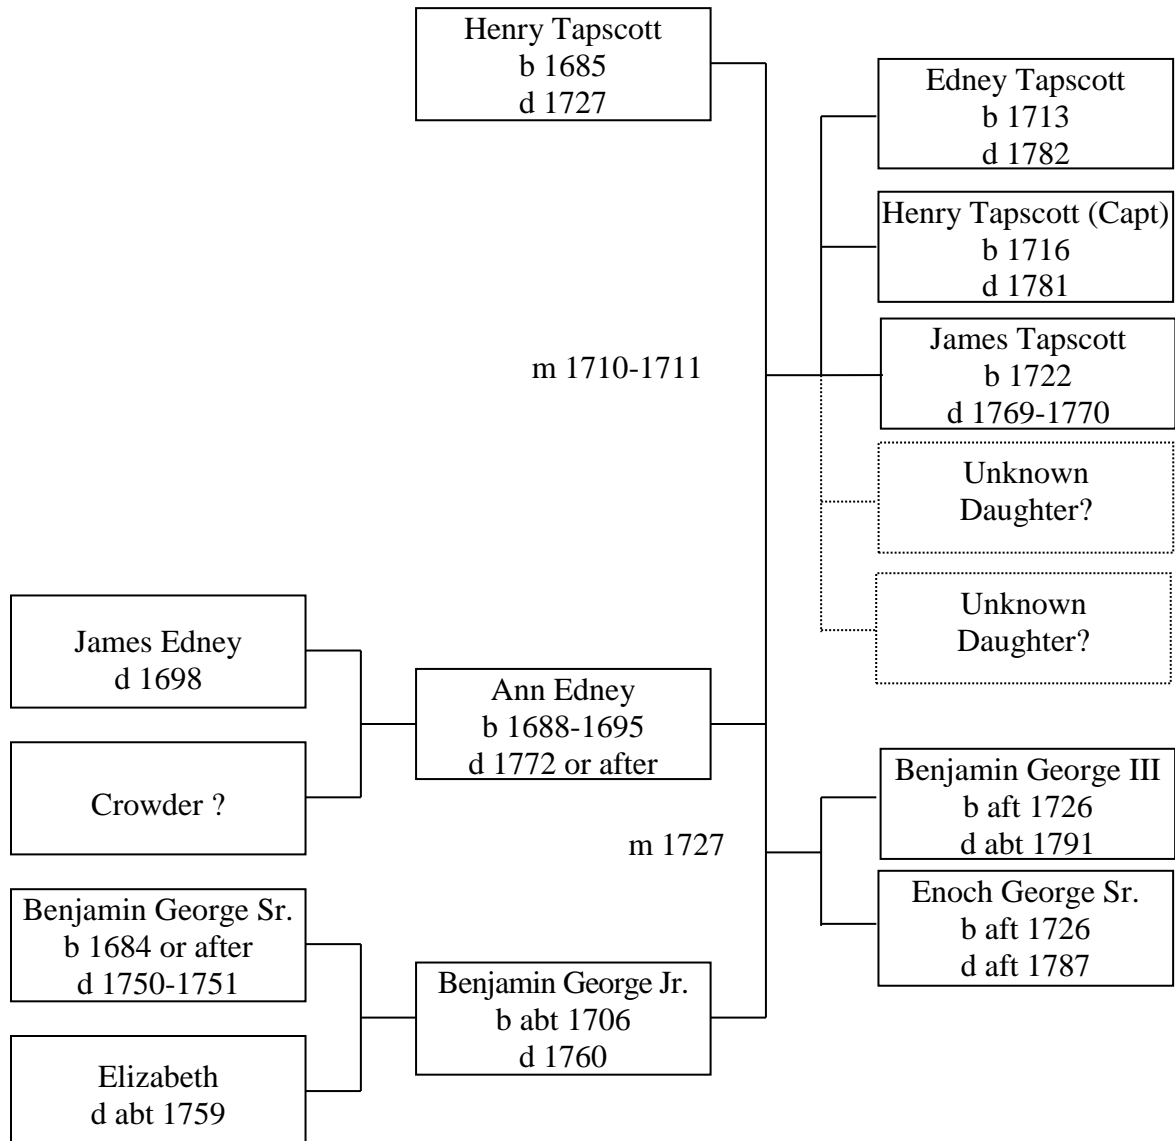 Henry Tapscott
b 1685
d 1727
Edney Tapscott
b 1713
d 1782
Henry Tapscott (Capt)
b 1716
d 1781
m 1710-1711
James Tapscott
b 1722
d 1769-1770
Unknown
Daughter?
Unknown
Daughter?
James Edney
d 1698
Ann Edney
b 1688-1695
d 1772 or after
Crowder ?
m 1727
Benjamin George III
b aft 1726
d abt 1791
Benjamin George Sr.
b 1684 or after
d 1750-1751
Enoch George Sr.
b aft 1726
d aft 1787
Benjamin George Jr.
b abt 1706
d 1760
Elizabeth
d abt 1759